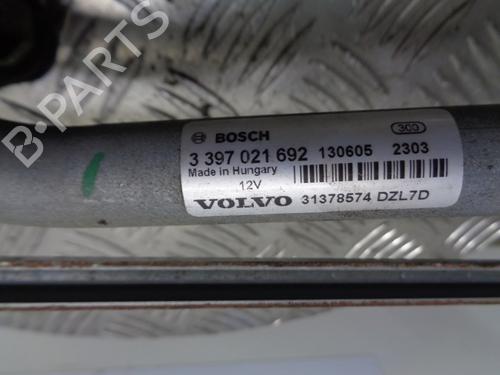 BOSCH 300
3 397 021 692 130605 2303
Made in Hungary
12V
VOLVO 31378574 DZL7D
B-PARTS